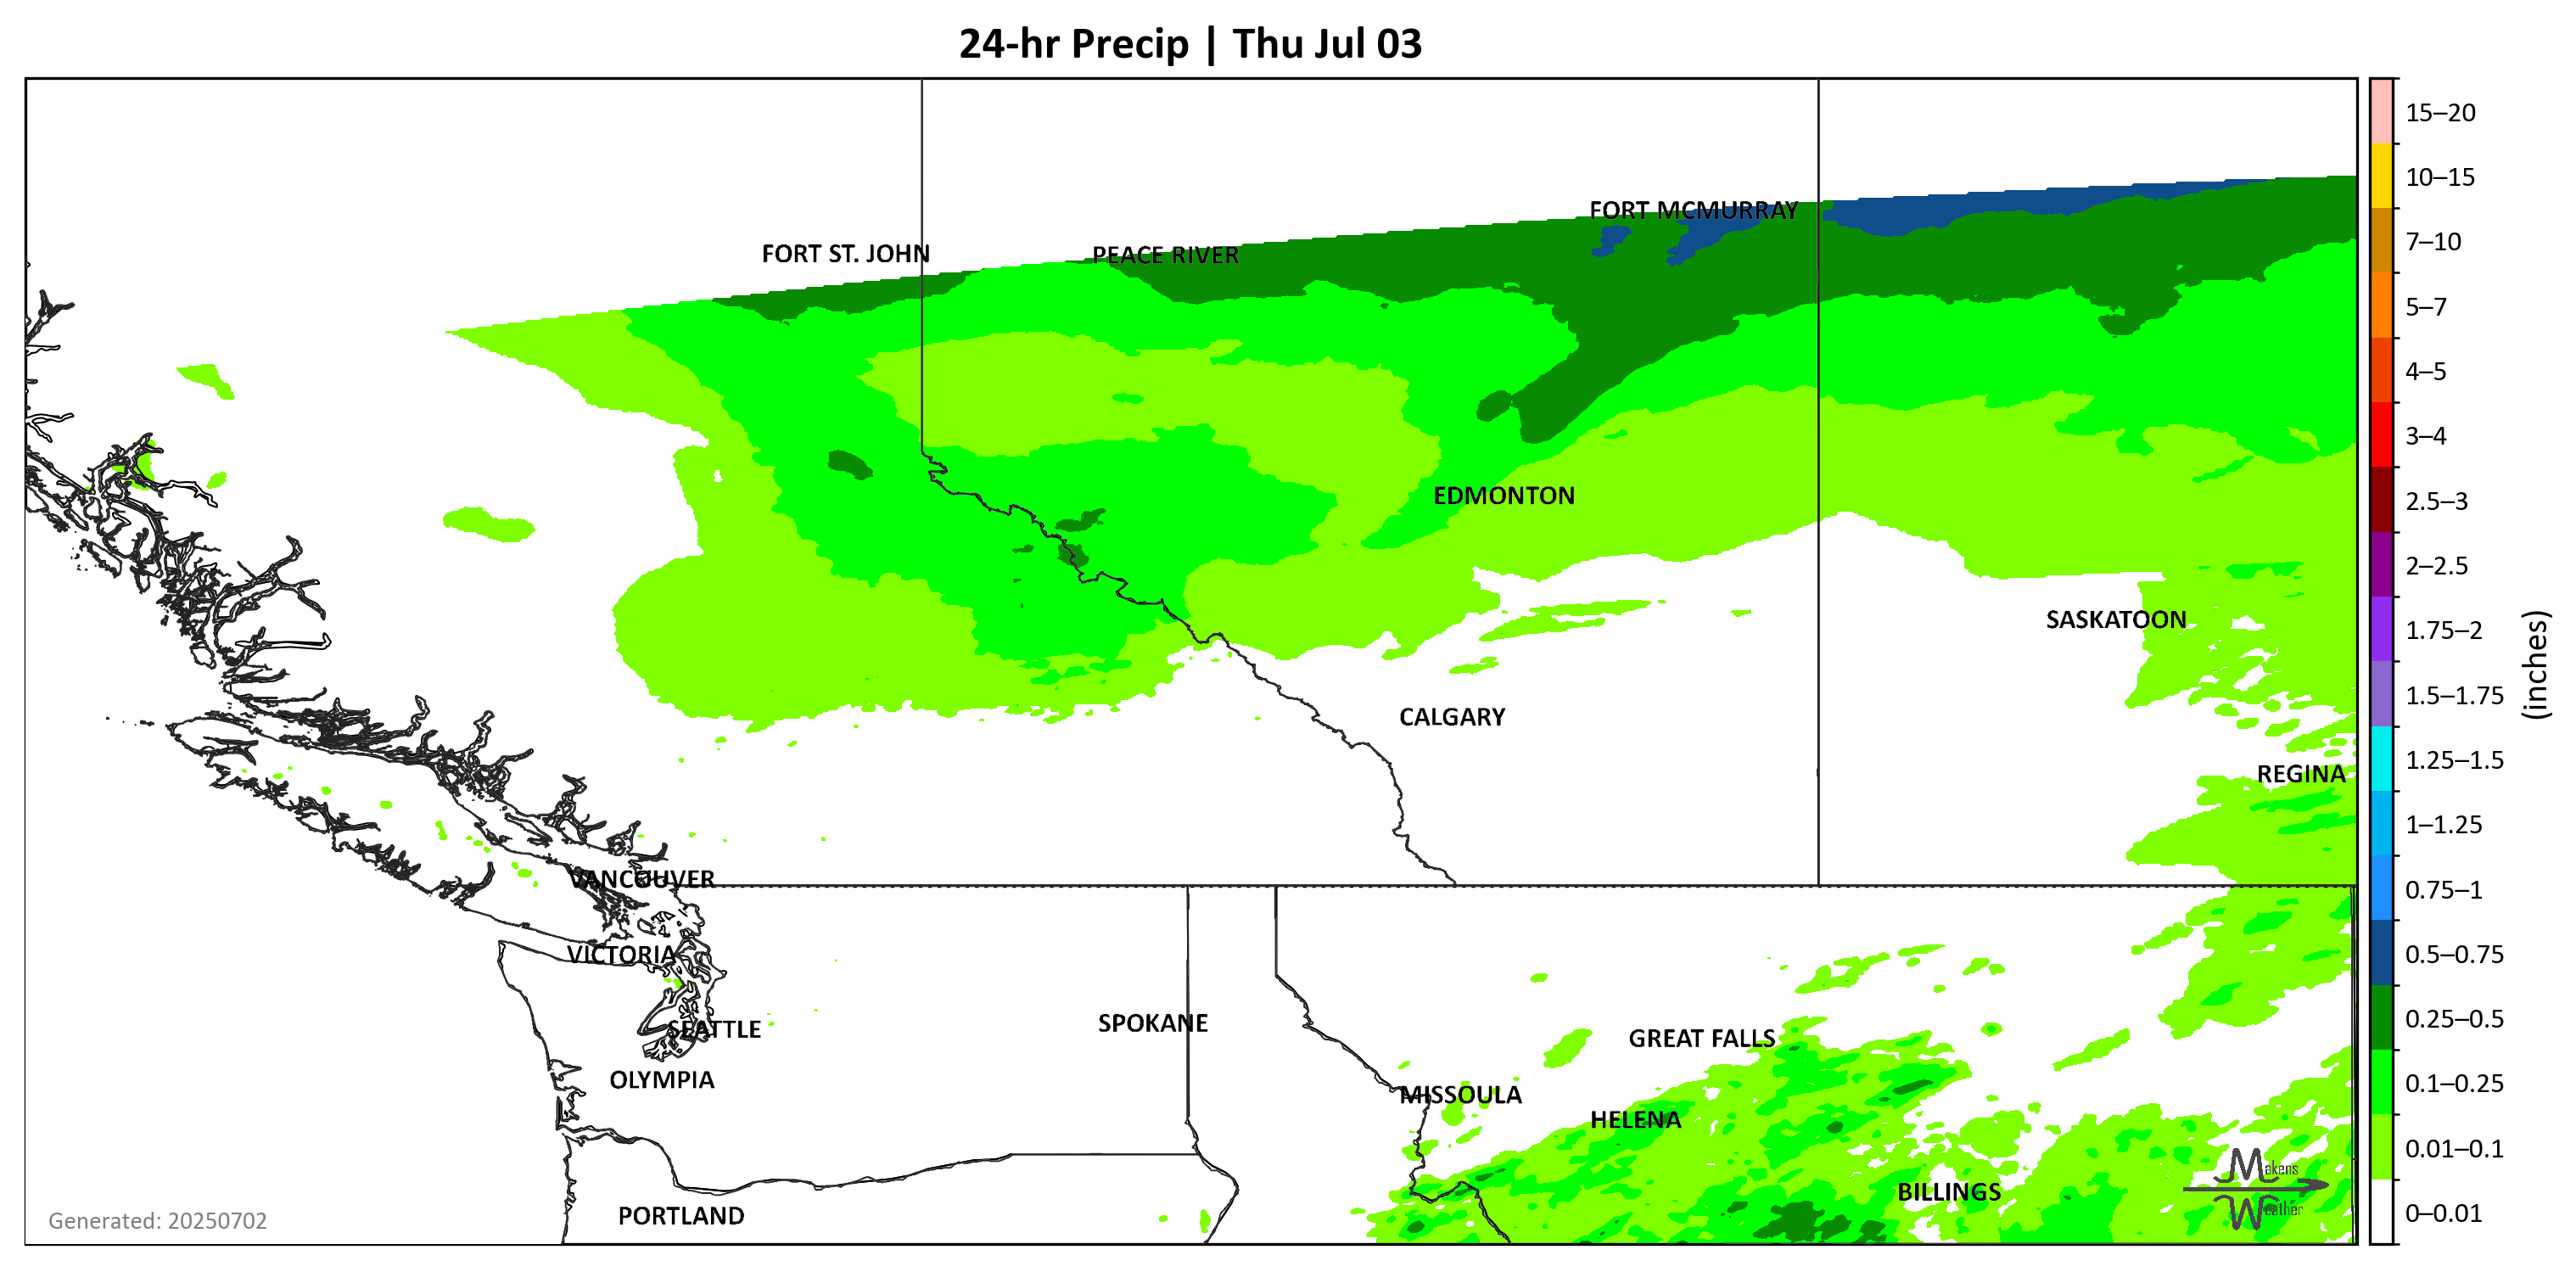 24-hr Precip | Thu Jul 03
15–20
10–15
7–10
5–7
4–5
3–4
2.5–3
2–2.5
1.75–2
1.5–1.75
1.25–1.5
1–1.25
0.75–1
0.5–0.75
0.25–0.5
0.1–0.25
0.01–0.1
0–0.01
(inches)
FORT MCMURRAY
FORT ST. JOHN
PEACE RIVER
EDMONTON
SASKATOON
CALGARY
REGINA
VANCOUVER
VICTORIA
SPOKANE
SEATTLE
GREAT FALLS
OLYMPIA
MISSOULA
HELENA
BILLINGS
PORTLAND
Makens
Weather
Generated: 20250702